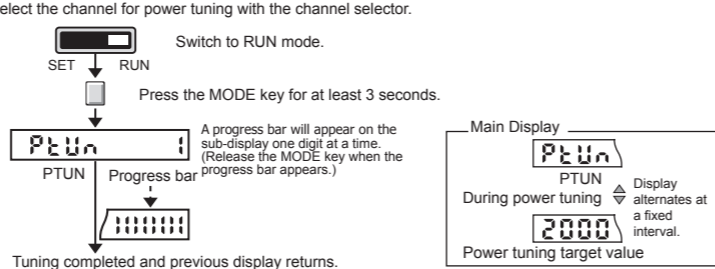 elect the channel for power tuning with the channel selector.
Switch to RUN mode.
SET RUN
Press the MODE key for at least 3 seconds.
PtUn 1
A progress bar will appear on the
sub-display one digit at a time.
(Release the MODE key when the
progress bar appears.)
PTUN
Progress bar
Tuning completed and previous display returns.
Main Display
PtUn
PTUN
During power tuning
Display
alternates at
a fixed
interval.
2000
Power tuning target value